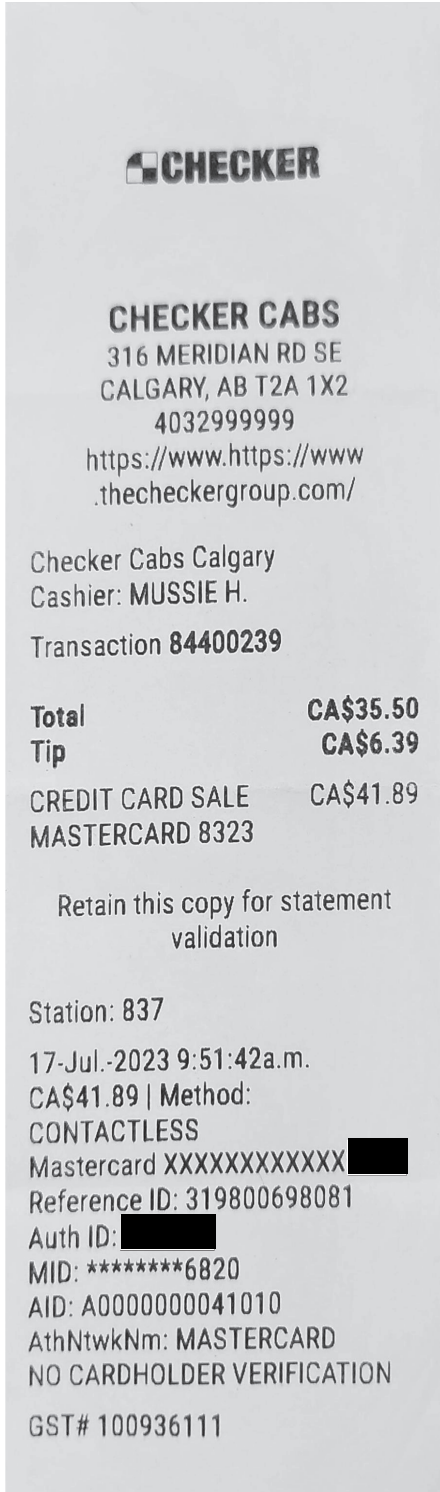 CHECKER
CHECKER CABS
316 MERIDIAN RD SE
CALGARY, AB T2A 1X2
4032999999
https://www.https://www
.thecheckergroup.com/
Checker Cabs Calgary
Cashier: MUSSIE H.
Transaction 84400239
Total CA$35.50
Tip CA$6.39
CREDIT CARD SALE CA$41.89
MASTERCARD 8323
Retain this copy for statement
validation
Station: 837
17-Jul.-2023 9:51:42a.m.
CA$41.89 | Method:
CONTACTLESS
Mastercard XXXXXXXXXXXX
Reference ID: 319800698081
Auth ID:
MID: ********6820
AID: A0000000041010
AthNtwkNm: MASTERCARD
NO CARDHOLDER VERIFICATION
GST# 100936111